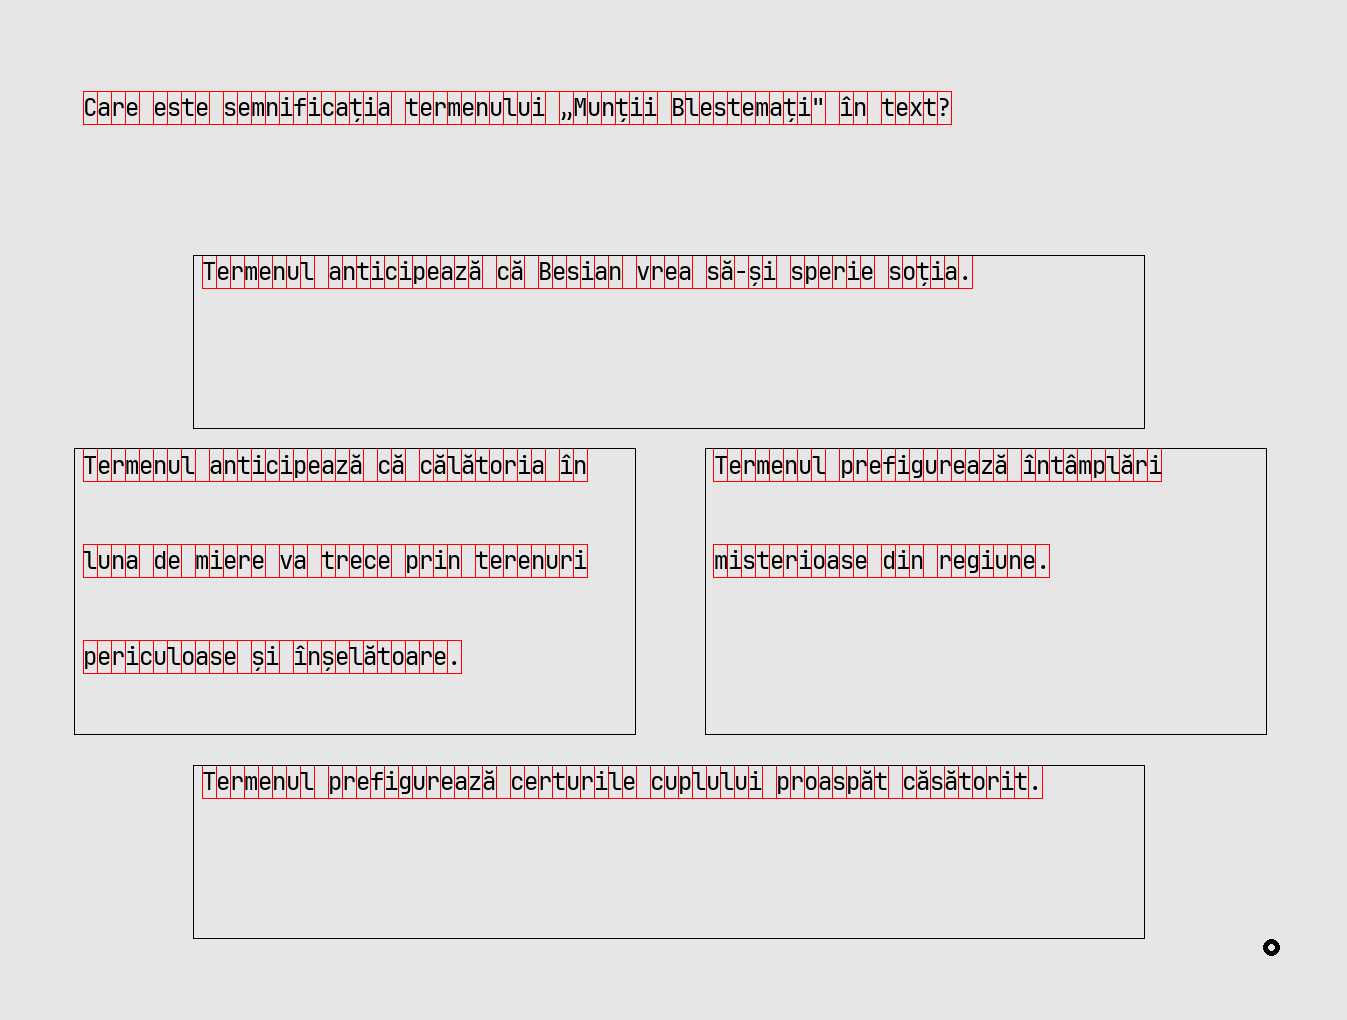 Care este semnificația termenului „Munții Blestemați" în text?
Termenul anticipează că Besian vrea să-și sperie soția.
Termenul anticipează că călătoria în
luna de miere va trece prin terenuri
periculoase și înșelătoare.
Termenul prefigurează întâmplări
misterioase din regiune.
Termenul prefigurează certurile cuplului proaspăt căsătorit.